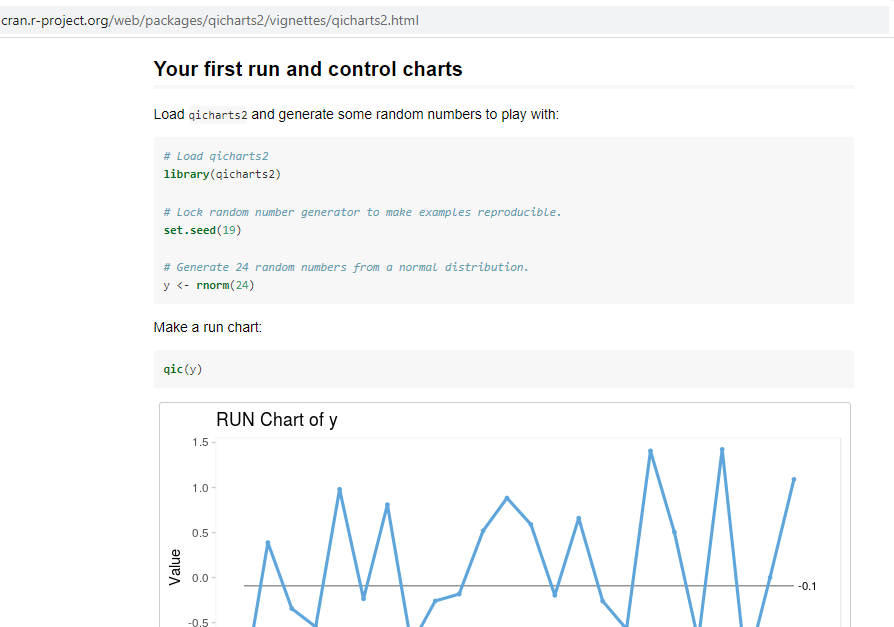 cran.r-project.org/web/packages/qicharts2/vignettes/qicharts2.html
Your first run and control charts
Load qicharts2 and generate some random numbers to play with:
# Load qicharts2
library(qicharts2)
# Lock random number generator to make examples reproducible.
set.seed(19)
# Generate 24 random numbers from a normal distribution.
y <- rnorm(24)
Make a run chart:
qic(y)
RUN Chart of y
1.5
1.0
0.5
0.0
-0.5
Value
-0.1